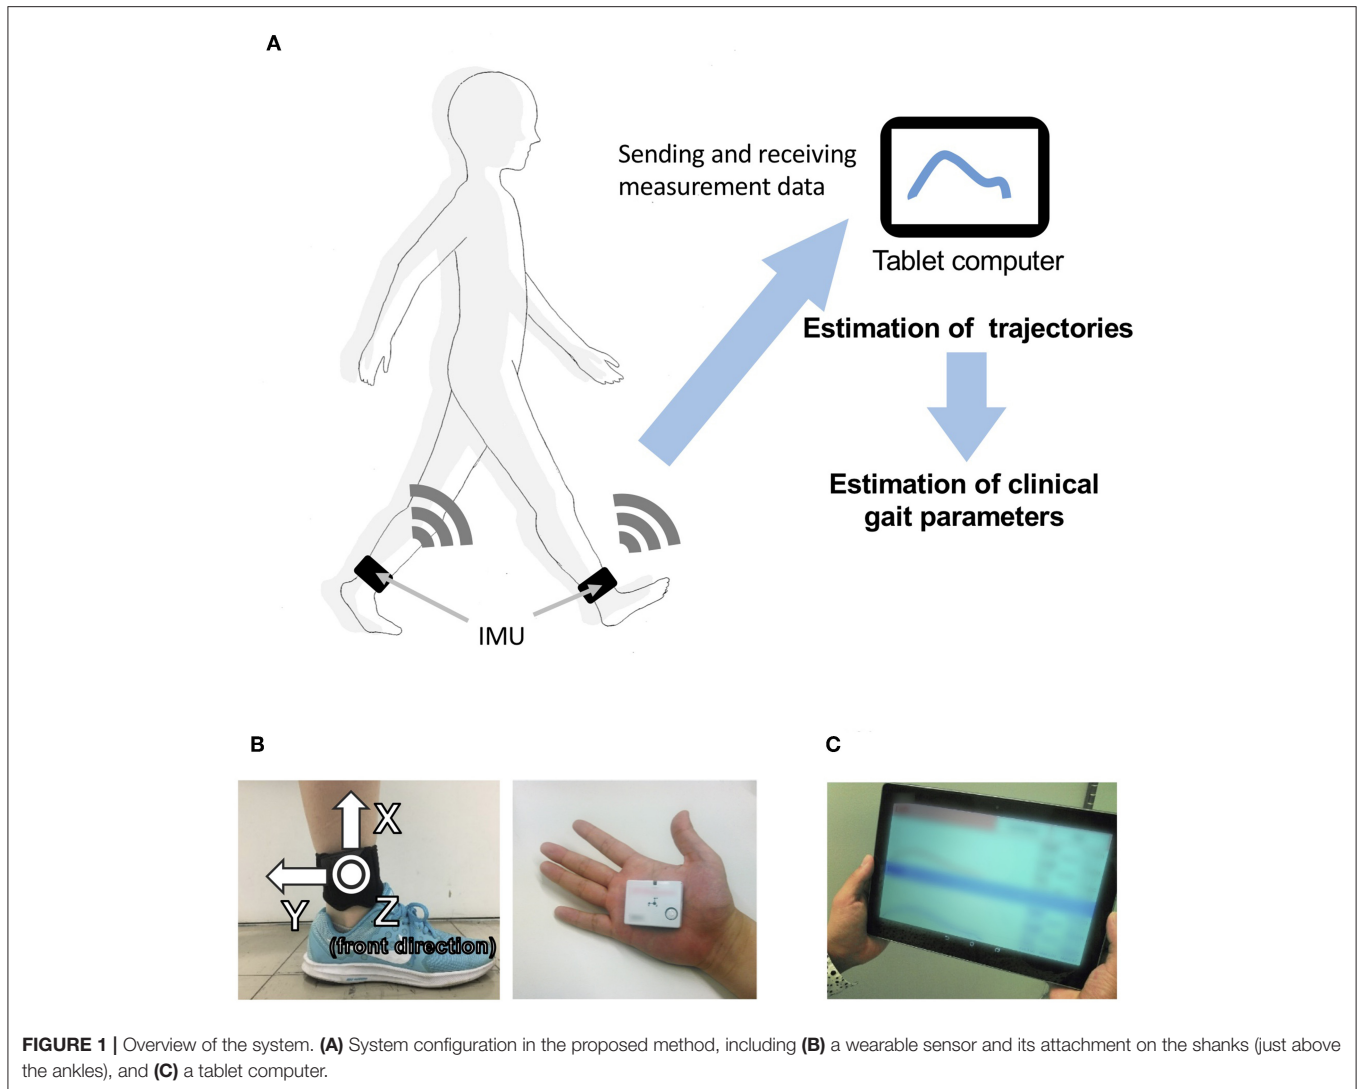 A
Sending and receiving
measurement data
Tablet computer
Estimation of trajectories
Estimation of clinical
gait parameters
IMU
B
C
X
Y
Z
(front direction)
FIGURE 1 | Overview of the system. (A) System configuration in the proposed method, including (B) a wearable sensor and its attachment on the shanks (just above
the ankles), and (C) a tablet computer.